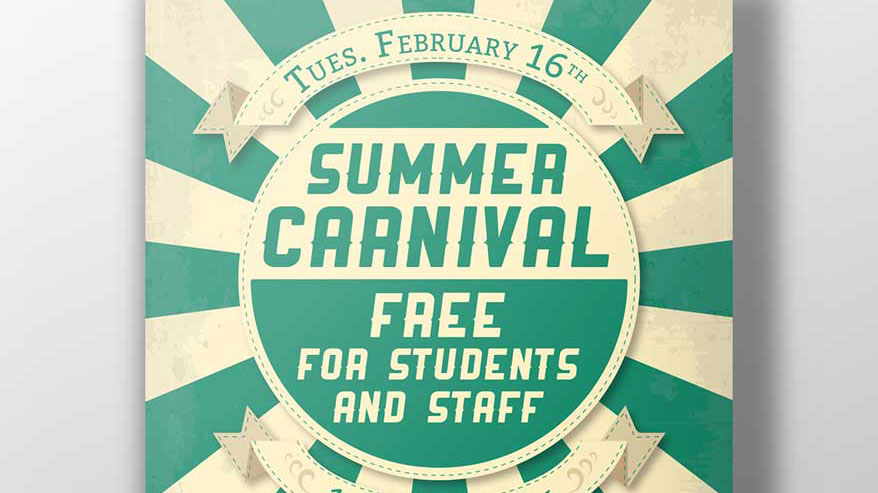 Tues. February 16th
SUMMER
CARNIVAL
FREE
FOR STUDENTS
AND STAFF